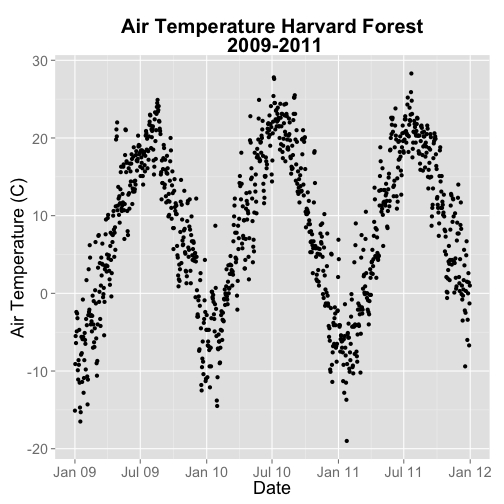 Air Temperature Harvard Forest
2009-2011
Air Temperature (C)
30
20
10
0
-10
-20
Jan 09 Jul 09 Jan 10 Jul 10 Jan 11 Jul 11 Jan 12
Date